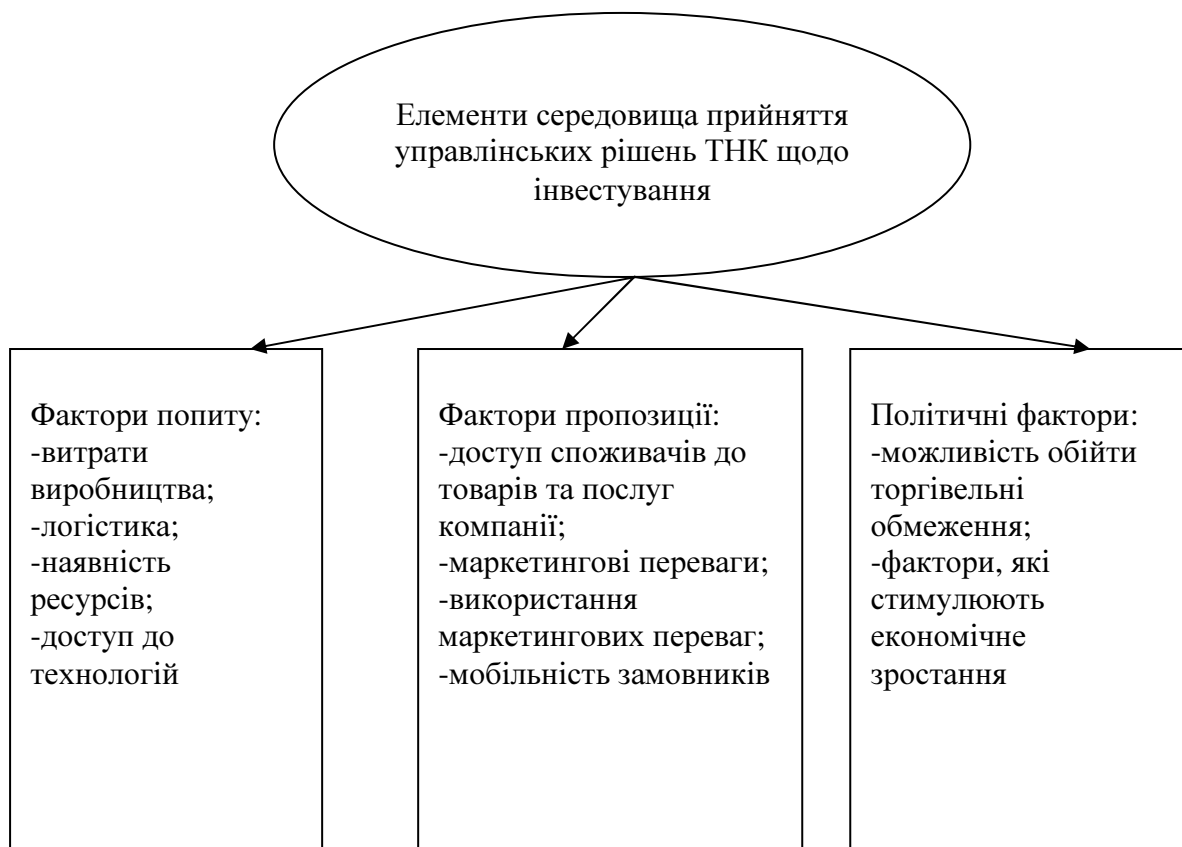 Елементи середовища прийняття
управлінських рішень ТНК щодо
інвестування
Фактори попиту:
-витрати
виробництва;
-логістика;
-наявність
ресурсів;
-доступ до
технологій
Фактори пропозиції:
-доступ споживачів до
товарів та послуг
компанії;
-маркетингові переваги;
-використання
маркетингових переваг;
-мобільність замовників
Політичні фактори:
-можливість обійти
торгівельні
обмеження;
-фактори, які
стимулюють
економічне
зростання